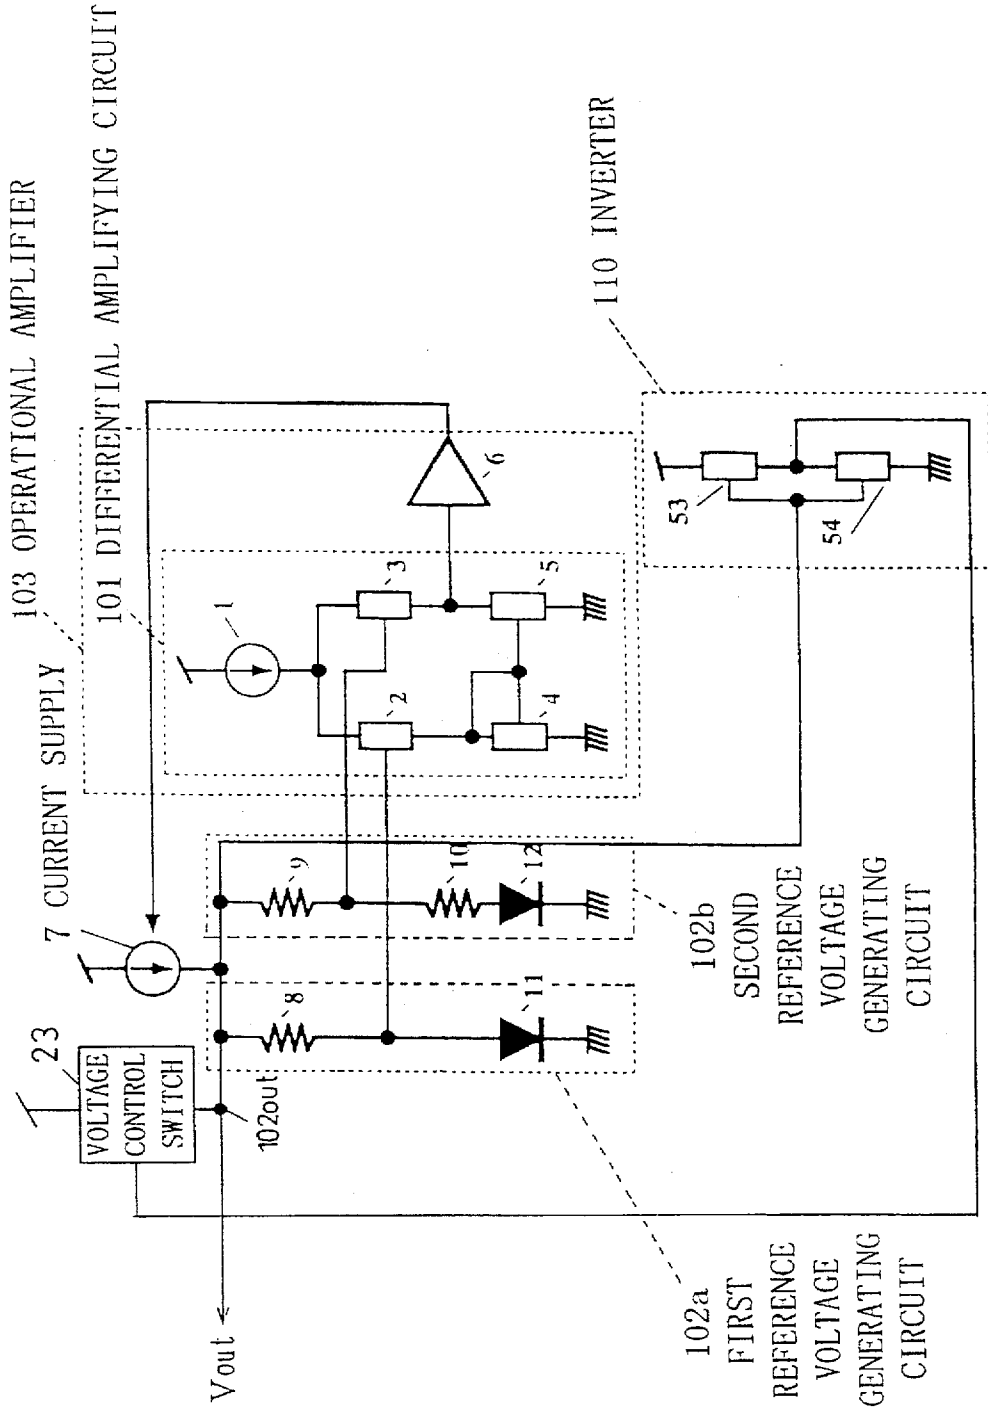 103 OPERATIONAL AMPLIFIER
101 DIFFERENTIAL AMPLIFYING CIRCUIT
7 CURRENT SUPPLY
23
VOLTAGE
CONTROL
SWITCH
1
102out
Vout
8
9
10
11
12
2
3
4
5
6
110 INVERTER
53
54
102a
FIRST
REFERENCE
VOLTAGE
GENERATING
CIRCUIT
102b
SECOND
REFERENCE
VOLTAGE
GENERATING
CIRCUIT